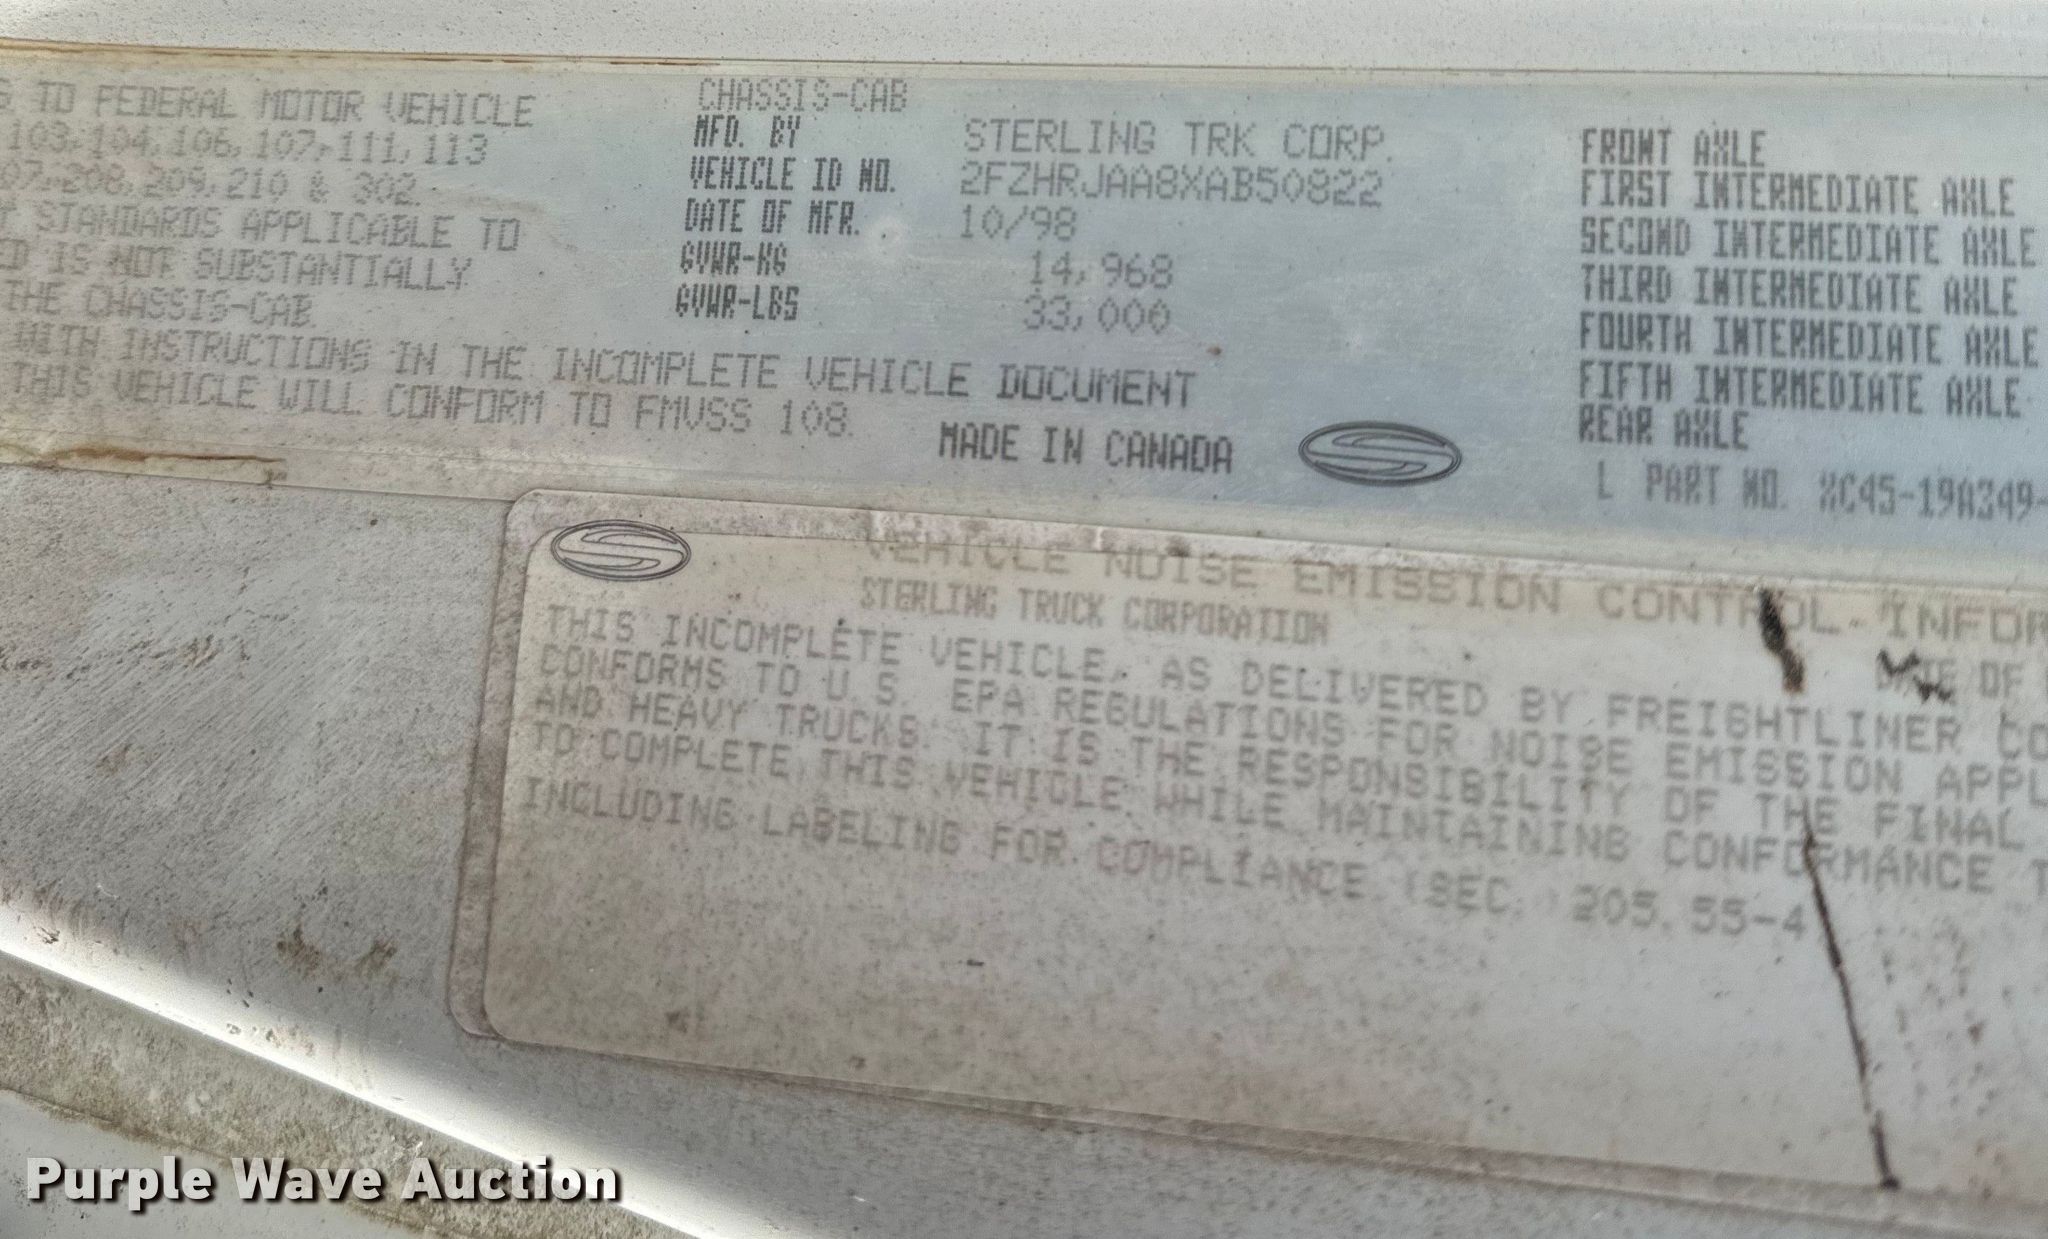 TO FEDERAL MOTOR VEHICLE
103, 104, 106, 107, 111, 113
07, 208, 209, 210 & 302.
STANDARDS APPLICABLE TO
ED IS NOT SUBSTANTIALLY
THE CHASSIS-CAB.
WITH INSTRUCTIONS IN THE INCOMPLETE VEHICLE DOCUMENT
THIS VEHICLE WILL CONFORM TO FMVSS 108.
CHASSIS-CAB
MFD. BY STERLING TRK CORP.
VEHICLE ID NO. 2FZHRJAA8XAB50822
DATE OF MFR. 10/98
GVWR-KG 14,968
GVWR-LBS 33,000
MADE IN CANADA
FRONT AXLE
FIRST INTERMEDIATE AXLE
SECOND INTERMEDIATE AXLE
THIRD INTERMEDIATE AXLE
FOURTH INTERMEDIATE AXLE
FIFTH INTERMEDIATE AXLE
REAR AXLE
L PART NO. XC45-19A349-
VEHICLE NOISE EMISSION CONTROL INFOR
STERLING TRUCK CORPORATION
DATE OF
THIS INCOMPLETE VEHICLE, AS DELIVERED BY FREIGHTLINER CO
CONFORMS TO U.S. EPA REGULATIONS FOR NOISE EMISSION APPL
AND HEAVY TRUCKS. IT IS THE RESPONSIBILITY OF THE FINAL
TO COMPLETE THIS VEHICLE WHILE MAINTAINING CONFORMANCE T
INCLUDING LABELING FOR COMPLIANCE (SEC. 205.55-4
Purple Wave Auction